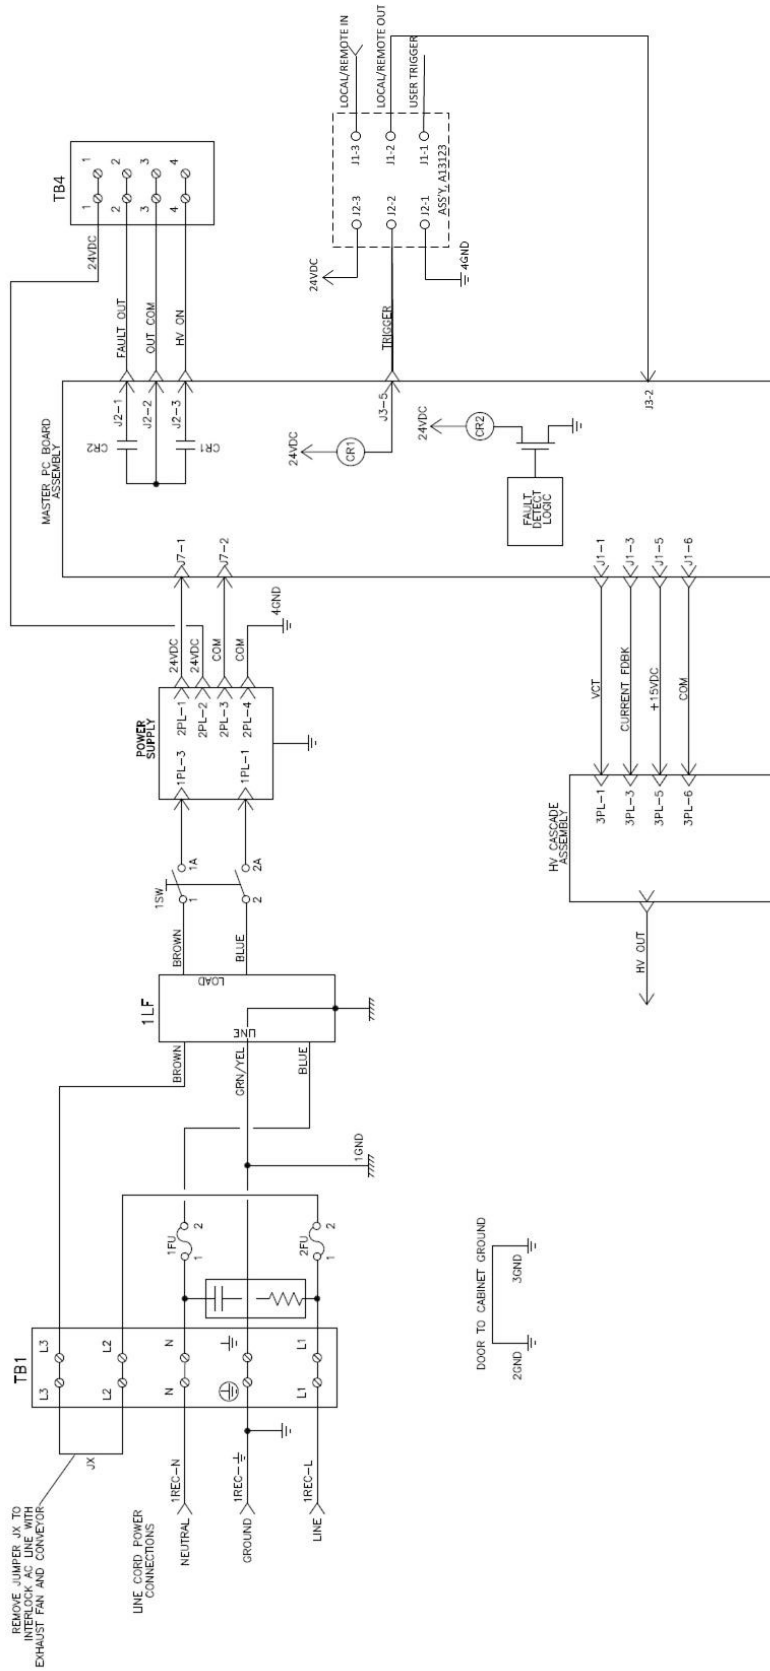 REMOVE JUMPER JX TO
INTERLOCK AC LINE WITH
EXHAUST FAN AND CONVEYOR
JX
LINE CORD POWER
CONNECTIONS
NEUTRAL
1REC-N
GROUND
1REC-
LINE
1REC-L
TB1
L3
L3
L2
L2
N
N
L1
L1
1FU
1
2
2FU
1
2
1GND
DOOR TO CABINET GROUND
2GND
3GND
BROWN
GRN/YEL
BLUE
1LF
LINE
LOAD
BROWN
BLUE
1SW
1
1A
2
2A
POWER
SUPPLY
1PL-3
1PL-1
2PL-1
2PL-2
2PL-3
2PL-4
24VDC
24VDC
COM
COM
4GND
J7-1
J7-2
MASTER PC BOARD
ASSEMBLY
CR2
CR1
J2-1
J2-2
J2-3
24VDC
FAULT OUT
OUT COM
HV ON
TB4
1
1
2
2
3
3
4
4
24VDC
CR1
J3-5
TRIGGER
24VDC
CR2
FAULT
DETECT
LOGIC
24VDC
J2-3
J2-2
J2-1
4GND
J1-3
J1-2
J1-1
ASS'Y, A13123
LOCAL/REMOTE IN
LOCAL/REMOTE OUT
USER TRIGGER
J3-2
HV OUT
HV CASCADE
ASSEMBLY
3PL-1
3PL-3
3PL-5
3PL-6
VCT
CURRENT FDBK
+15VDC
COM
J1-1
J1-3
J1-5
J1-6